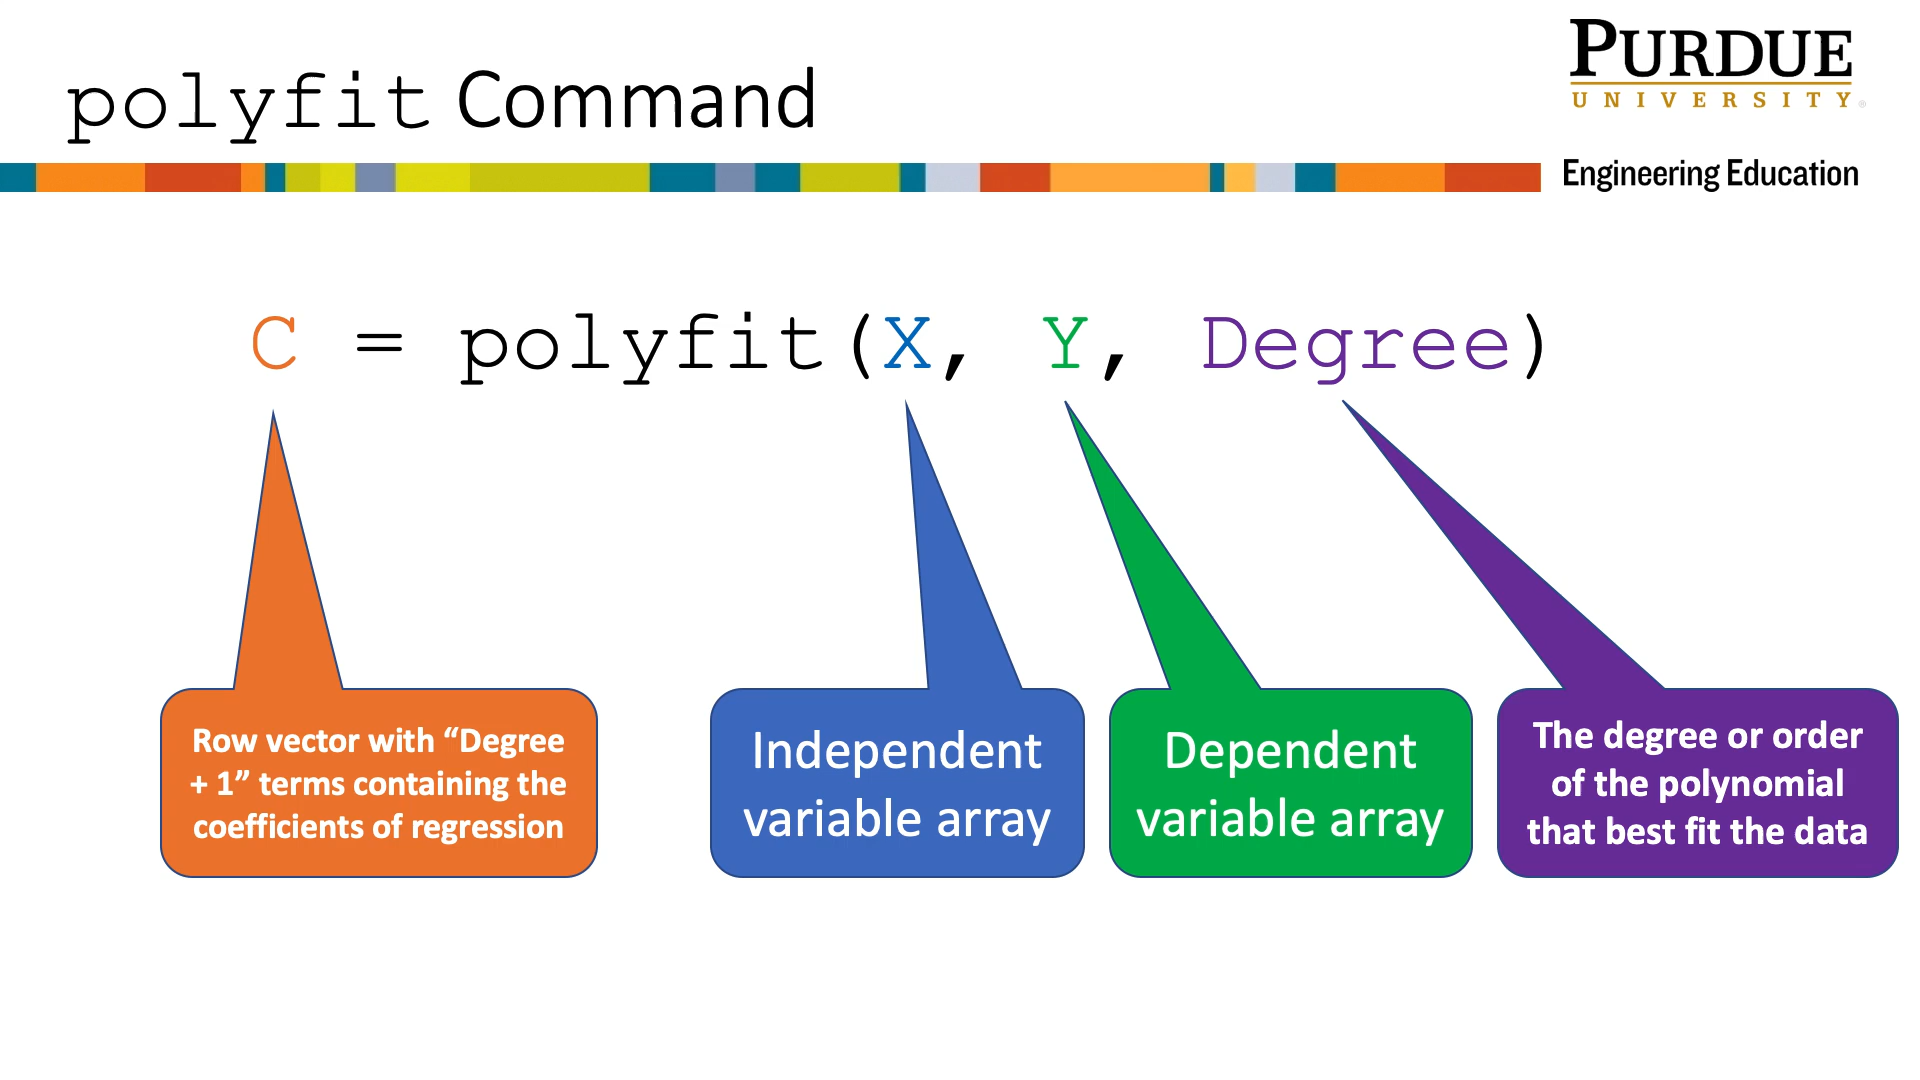 polyfit Command
PURDUE
UNIVERSITY®
Engineering Education
C = polyfit(X, Y, Degree)
Row vector with “Degree
+ 1” terms containing the
coefficients of regression
Independent
variable array
Dependent
variable array
The degree or order
of the polynomial
that best fit the data